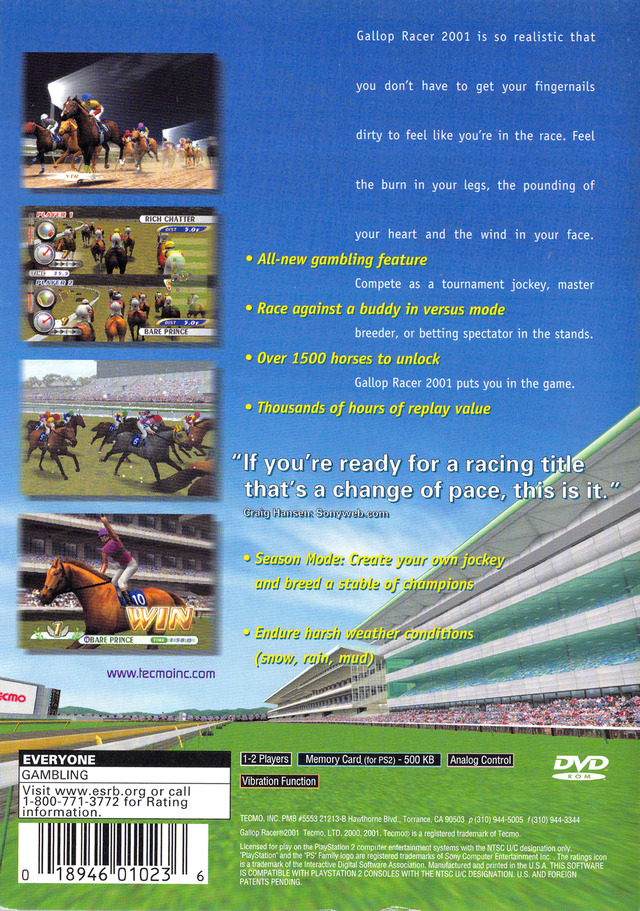 Gallop Racer 2001 is so realistic that
you don't have to get your fingernails
dirty to feel like you're in the race. Feel
the burn in your legs, the pounding of
your heart and the wind in your face.
• All-new gambling feature
Compete as a tournament jockey, master
• Race against a buddy in versus mode
breeder, or betting spectator in the stands.
• Over 1500 horses to unlock
Gallop Racer 2001 puts you in the game.
• Thousands of hours of replay value
"If you're ready for a racing title
that's a change of pace, this is it."
Craig Hansen: Sonyweb.com
• Season Mode: Create your own jockey
and breed a stable of champions
• Endure harsh weather conditions
(snow, rain, mud)
PLAYER 1
RICH CHATTER
DIST
TIME
PLAYER 2
DIST
BARE PRINCE
10
WIN
BARE PRINCE
TIME
www.tecmoinc.com
ECMO
EVERYONE
GAMBLING
Visit www.esrb.org or call
1-800-771-3772 for Rating
information.
0 18946 01023 6
1-2 Players
Memory Card (for PS2) - 500 KB
Analog Control
Vibration Function
DVD
ROM
TECMO, INC. PMB #5553 21213-B Hawthorne Blvd., Torrance, CA 90503 p (310) 944-5005 f (310) 944-3344
Gallop Racer®2001 Tecmo, LTD. 2000, 2001. Tecmo® is a registered trademark of Tecmo.
Licensed for play on the PlayStation 2 computer entertainment systems with the NTSC U/C designation only.
"PlayStation" and the "PS" Family logo are registered trademarks of Sony Computer Entertainment Inc. . The ratings icon
is a trademark of the Interactive Digital Software Association. Manufactured and printed in the U.S.A. THIS SOFTWARE
IS COMPATIBLE WITH PLAYSTATION 2 CONSOLES WITH THE NTSC U/C DESIGNATION. U.S. AND FOREIGN
PATENTS PENDING.